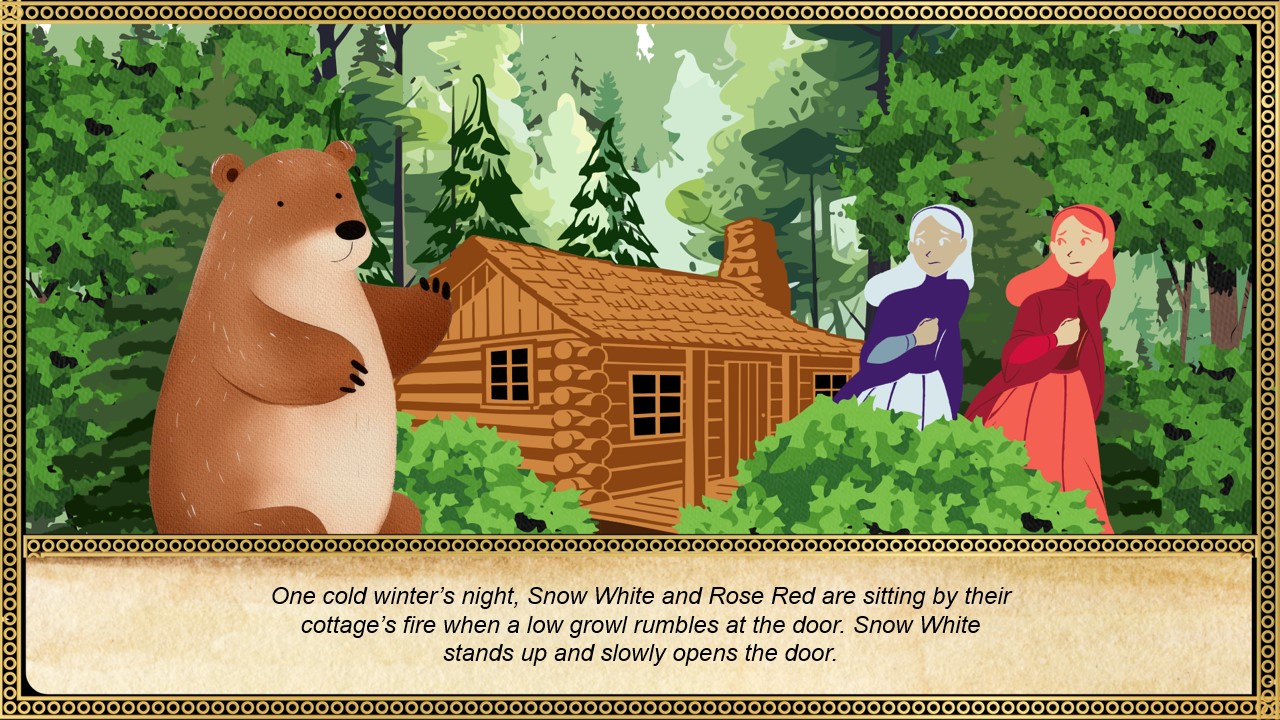 One cold winter’s night, Snow White and Rose Red are sitting by their
cottage’s fire when a low growl rumbles at the door. Snow White
stands up and slowly opens the door.